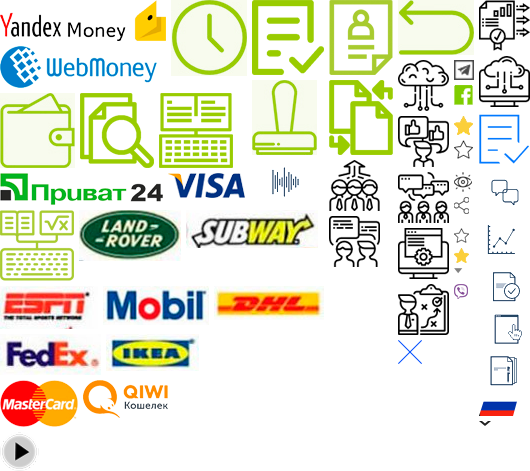 Yandex Money
WebMoney
Приват 24
VISA
√x
LAND-
-ROVER
SUBWAY
ESPN
THE TOTAL SPORTS NETWORK
Mobil
DHL
FedEx
IKEA
MasterCard
QIWI
Кошелек